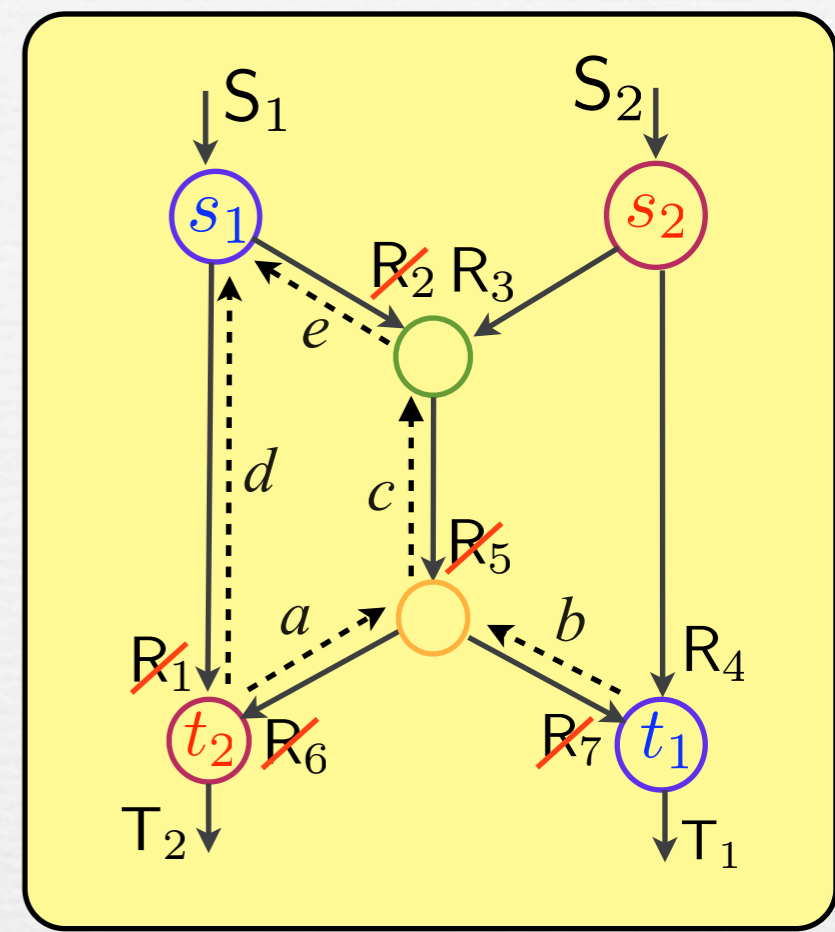 S₁
S₂
s₁
s₂
R₂ R₃
e
d
c
R₅
a
b
R₁
R₄
t₂
R₆
R₇
t₁
T₂
T₁